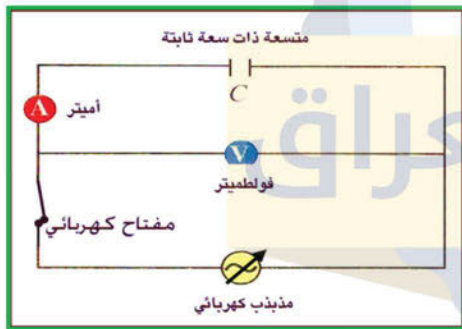 متسعة ذات سعة ثابتة
C
A أميتر
V
فولطميتر
مفتاح كهربائي
مذبذب كهربائي